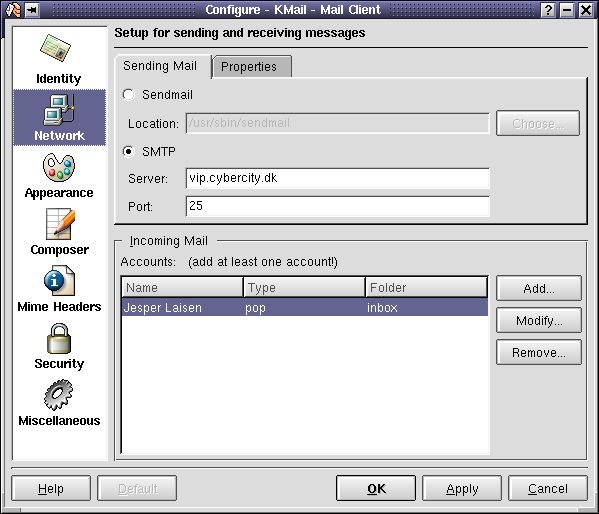 Configure - KMail - Mail Client
Setup for sending and receiving messages
Identity
Network
Appearance
Composer
Mime Headers
Security
Miscellaneous
Sending Mail Properties
Sendmail
Location: /usr/sbin/sendmail Choose...
SMTP
Server: vip.cybercity.dk
Port: 25
Incoming Mail
Accounts: (add at least one account!)
Name Type Folder
Jesper Laisen pop inbox
Add...
Modify...
Remove...
Help Default OK Apply Cancel